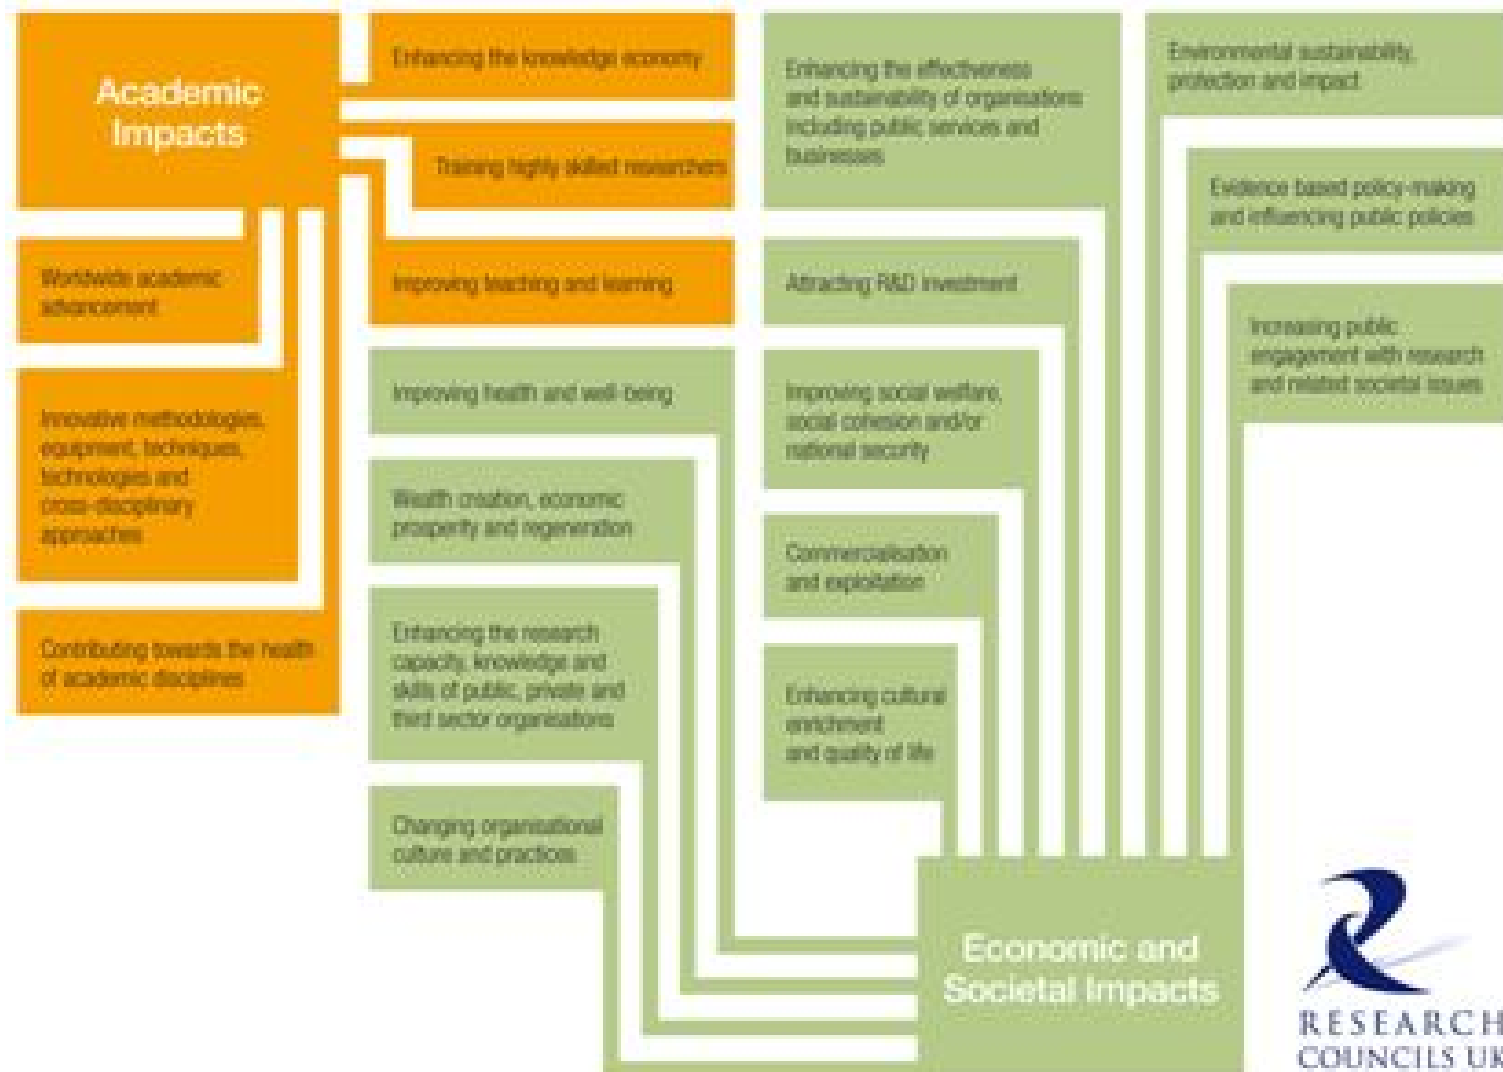 Academic
Impacts
Enhancing the knowledge economy
Training highly skilled researchers
Improving teaching and learning
Worldwide academic
advancement
Innovative methodologies,
equipment, techniques,
technologies and
cross-disciplinary
approaches
Contributing towards the health
of academic disciplines
Improving health and well-being
Wealth creation, economic
prosperity and regeneration
Enhancing the research
capacity, knowledge and
skills of public, private and
third sector organisations
Changing organisational
culture and practices
Enhancing the effectiveness
and sustainability of organisations
including public services and
businesses
Attracting R&D investment
Improving social welfare,
social cohesion and/or
national security
Commercialisation
and exploitation
Enhancing cultural
enrichment
and quality of life
Environmental sustainability,
protection and impact
Evidence based policy-making
and influencing public policies
Increasing public
engagement with research
and related societal issues
Economic and
Societal Impacts
RESEARCH
COUNCILS UK